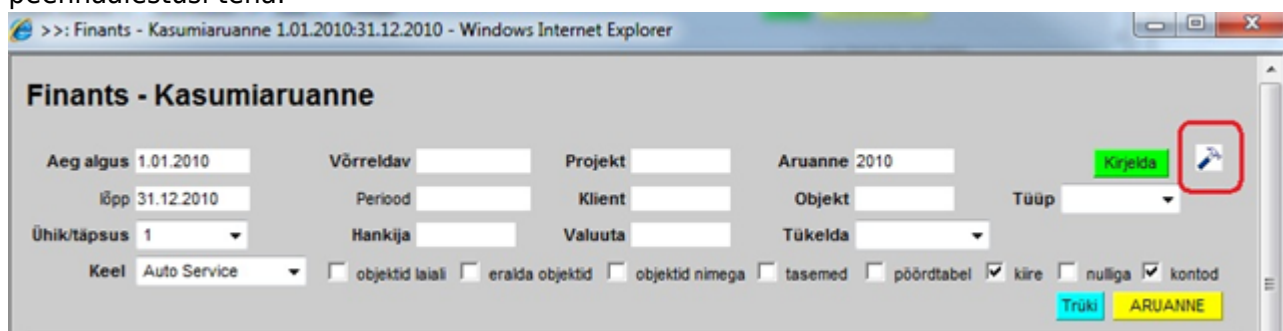 peenhäälestusi teha.
>>: Finants - Kasumiaruanne 1.01.2010:31.12.2010 - Windows Internet Explorer
Finants - Kasumiaruanne
Aeg algus 1.01.2010 Võrreldav Projekt Aruanne 2010 Kirjelda
lõpp 31.12.2010 Periood Klient Objekt Tüüp
Ühik/täpsus 1 Hankija Valuuta Tükelda
Keel Auto Service objektid laiali eralda objektid objektid nimega tasemed pöördtabel kiire nulliga kontod
Trüki ARUANNE